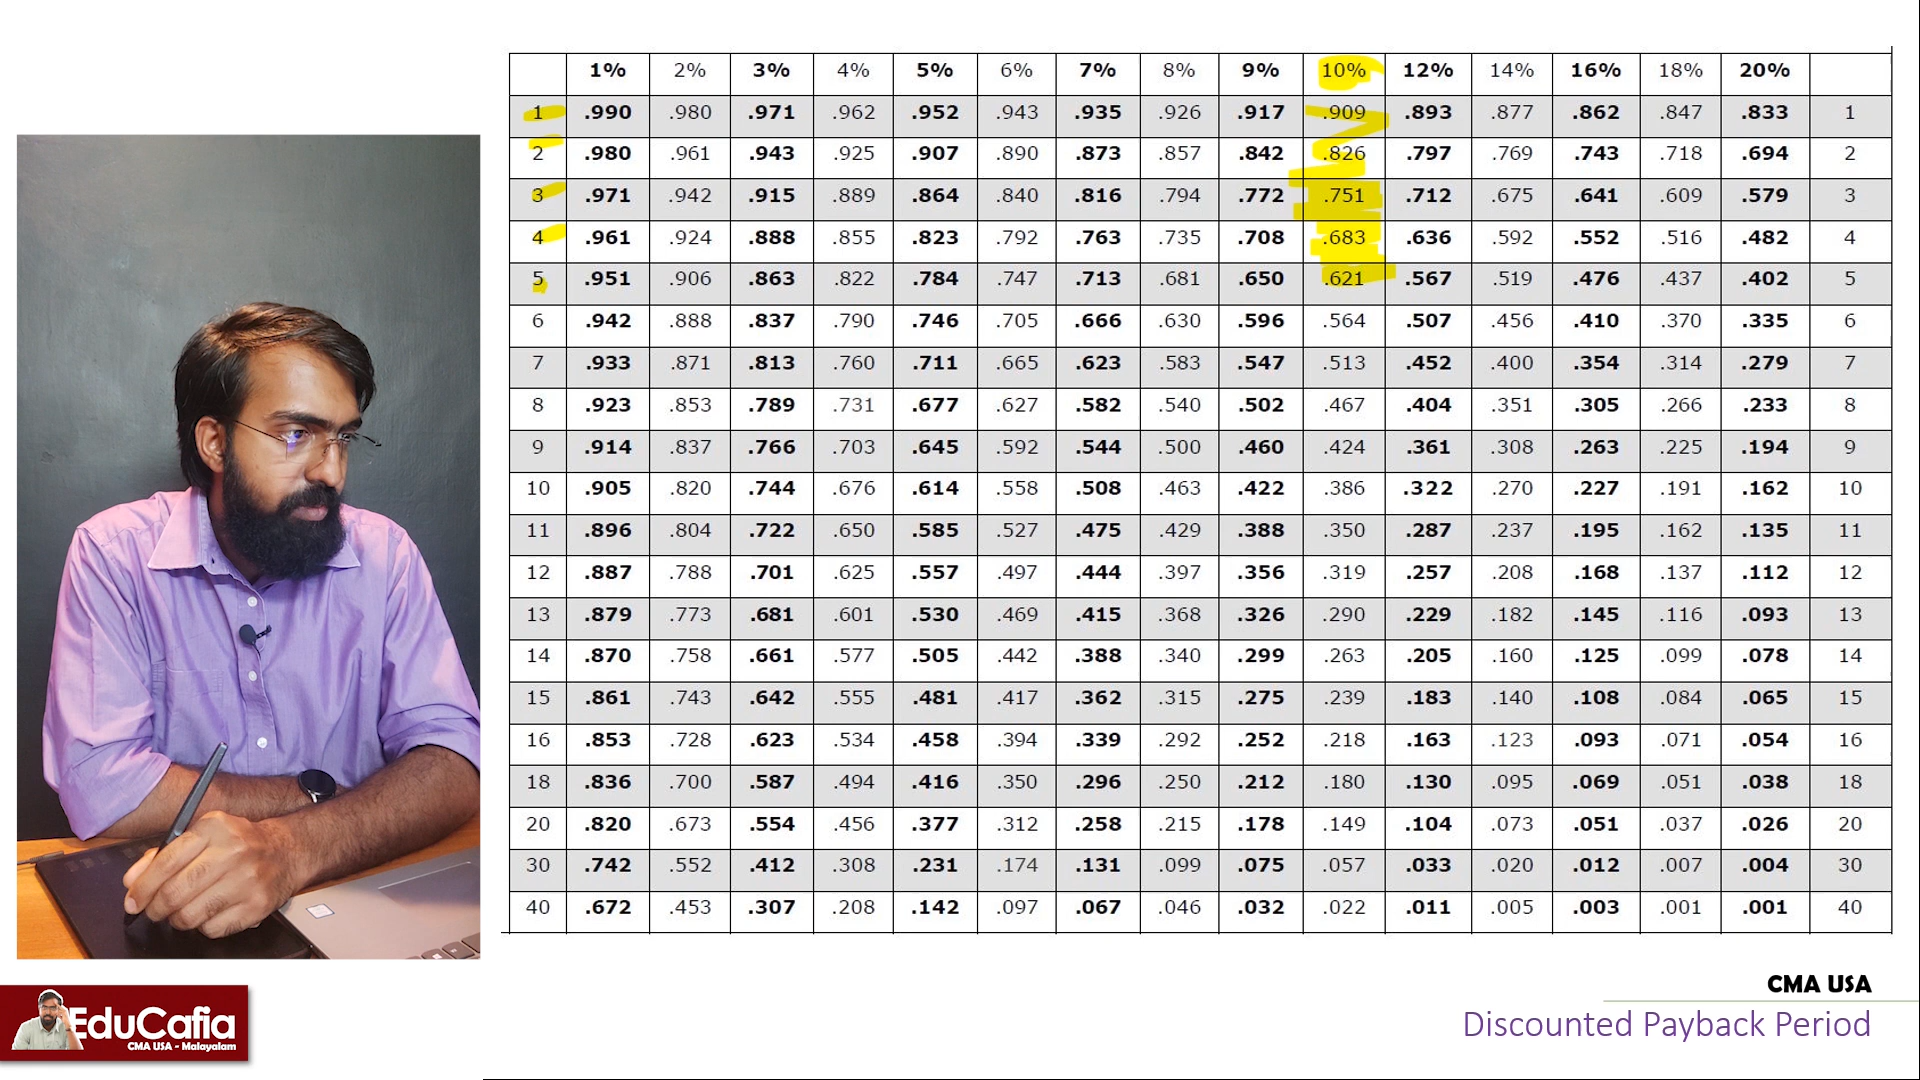 1% 2% 3% 4% 5% 6% 7% 8% 9% 10% 12% 14% 16% 18% 20%
1 .990 .980 .971 .962 .952 .943 .935 .926 .917 .909 .893 .877 .862 .847 .833 1
2 .980 .961 .943 .925 .907 .890 .873 .857 .842 .826 .797 .769 .743 .718 .694 2
3 .971 .942 .915 .889 .864 .840 .816 .794 .772 .751 .712 .675 .641 .609 .579 3
4 .961 .924 .888 .855 .823 .792 .763 .735 .708 .683 .636 .592 .552 .516 .482 4
5 .951 .906 .863 .822 .784 .747 .713 .681 .650 .621 .567 .519 .476 .437 .402 5
6 .942 .888 .837 .790 .746 .705 .666 .630 .596 .564 .507 .456 .410 .370 .335 6
7 .933 .871 .813 .760 .711 .665 .623 .583 .547 .513 .452 .400 .354 .314 .279 7
8 .923 .853 .789 .731 .677 .627 .582 .540 .502 .467 .404 .351 .305 .266 .233 8
9 .914 .837 .766 .703 .645 .592 .544 .500 .460 .424 .361 .308 .263 .225 .194 9
10 .905 .820 .744 .676 .614 .558 .508 .463 .422 .386 .322 .270 .227 .191 .162 10
11 .896 .804 .722 .650 .585 .527 .475 .429 .388 .350 .287 .237 .195 .162 .135 11
12 .887 .788 .701 .625 .557 .497 .444 .397 .356 .319 .257 .208 .168 .137 .112 12
13 .879 .773 .681 .601 .530 .469 .415 .368 .326 .290 .229 .182 .145 .116 .093 13
14 .870 .758 .661 .577 .505 .442 .388 .340 .299 .263 .205 .160 .125 .099 .078 14
15 .861 .743 .642 .555 .481 .417 .362 .315 .275 .239 .183 .140 .108 .084 .065 15
16 .853 .728 .623 .534 .458 .394 .339 .292 .252 .218 .163 .123 .093 .071 .054 16
18 .836 .700 .587 .494 .416 .350 .296 .250 .212 .180 .130 .095 .069 .051 .038 18
20 .820 .673 .554 .456 .377 .312 .258 .215 .178 .149 .104 .073 .051 .037 .026 20
30 .742 .552 .412 .308 .231 .174 .131 .099 .075 .057 .033 .020 .012 .007 .004 30
40 .672 .453 .307 .208 .142 .097 .067 .046 .032 .022 .011 .005 .003 .001 .001 40
CMA USA
Discounted Payback Period
EduCafia
CMA USA - Malayalam